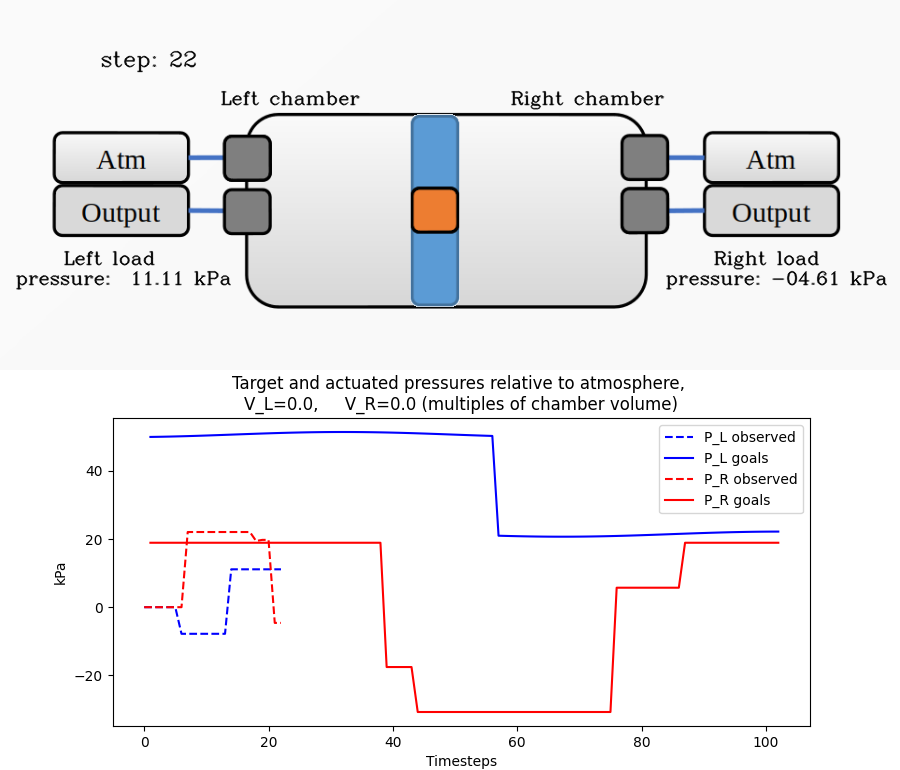 step: 22
Left chamber
Right chamber
Atm
Atm
Output
Output
Left load
pressure: 11.11 kPa
Right load
pressure: -04.61 kPa
Target and actuated pressures relative to atmosphere,
V_L=0.0, V_R=0.0 (multiples of chamber volume)
P_L observed
P_L goals
P_R observed
P_R goals
kPa
40
20
0
−20
0 20 40 60 80 100
Timesteps